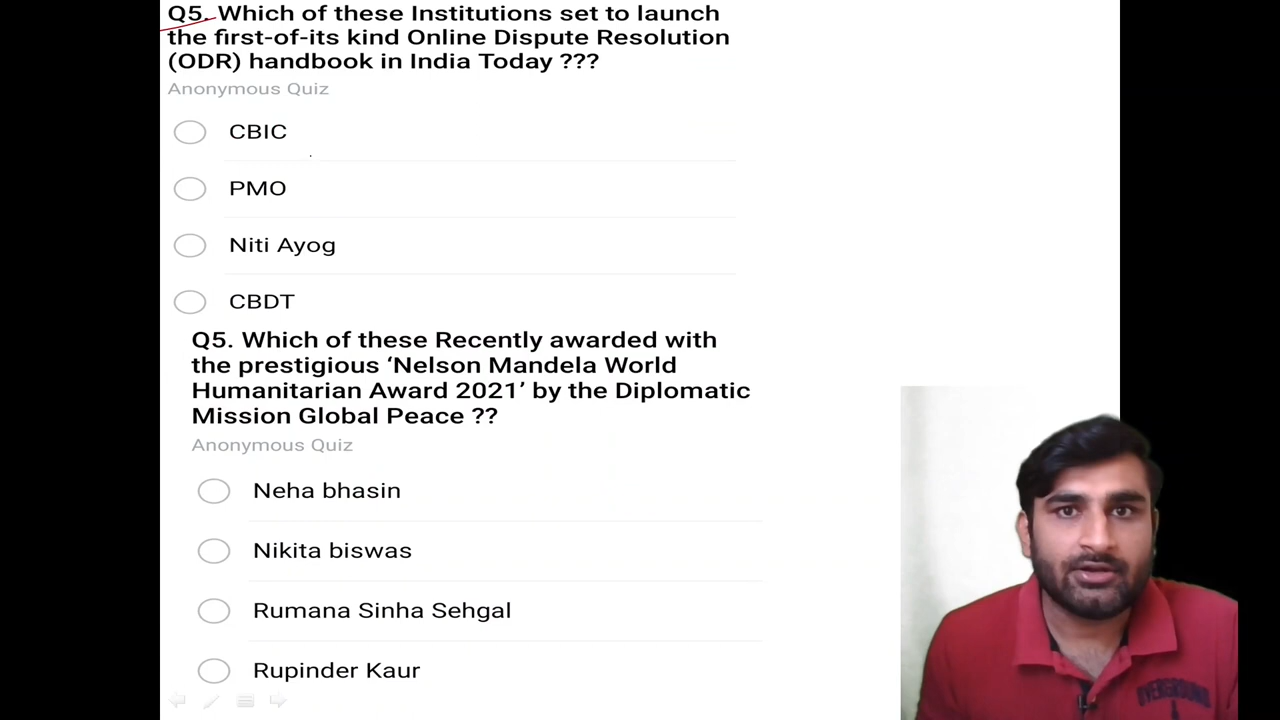 Q5. Which of these Institutions set to launch
the first-of-its kind Online Dispute Resolution
(ODR) handbook in India Today ???
Anonymous Quiz
CBIC
PMO
Niti Ayog
CBDT
Q5. Which of these Recently awarded with
the prestigious ‘Nelson Mandela World
Humanitarian Award 2021’ by the Diplomatic
Mission Global Peace ??
Anonymous Quiz
Neha bhasin
Nikita biswas
Rumana Sinha Sehgal
Rupinder Kaur